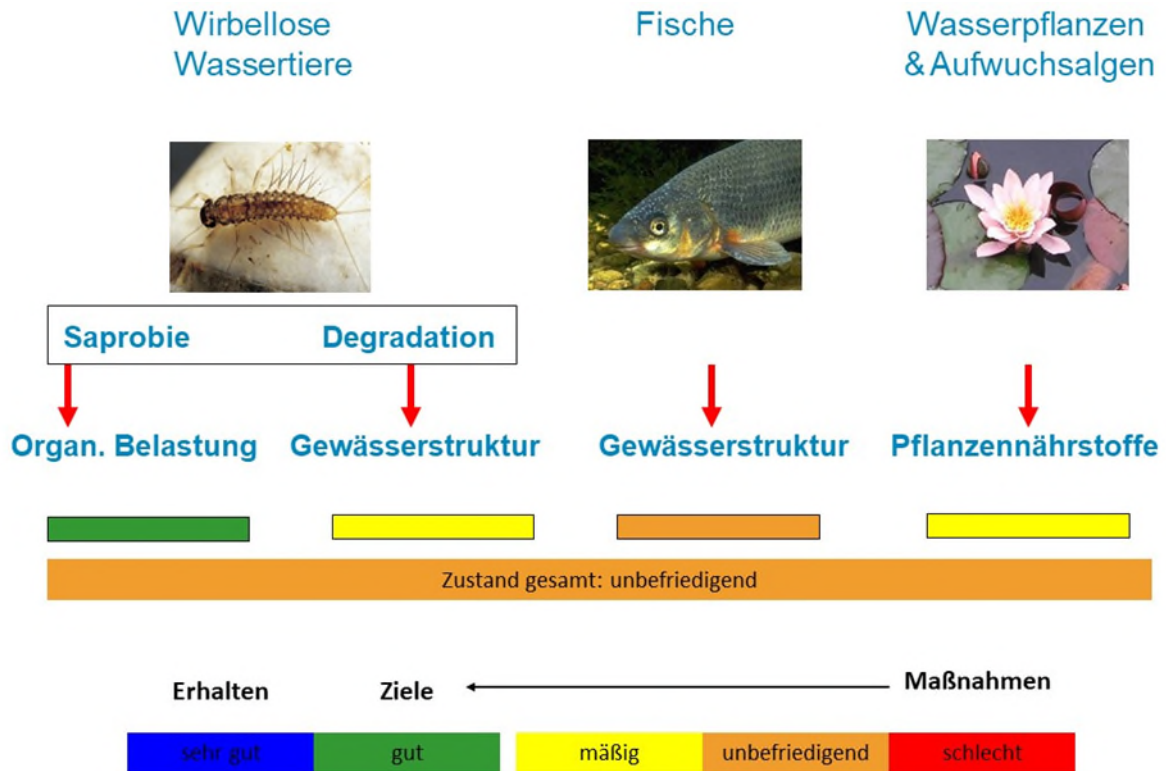 Wirbellose
Wassertiere
Fische
Wasserpflanzen
& Aufwuchsalgen
Saprobie
Degradation
Organ. Belastung
Gewässerstruktur
Gewässerstruktur
Pflanzennährstoffe
Zustand gesamt: unbefriedigend
Erhalten
Ziele
Maßnahmen
sehr gut
gut
mäßig
unbefriedigend
schlecht